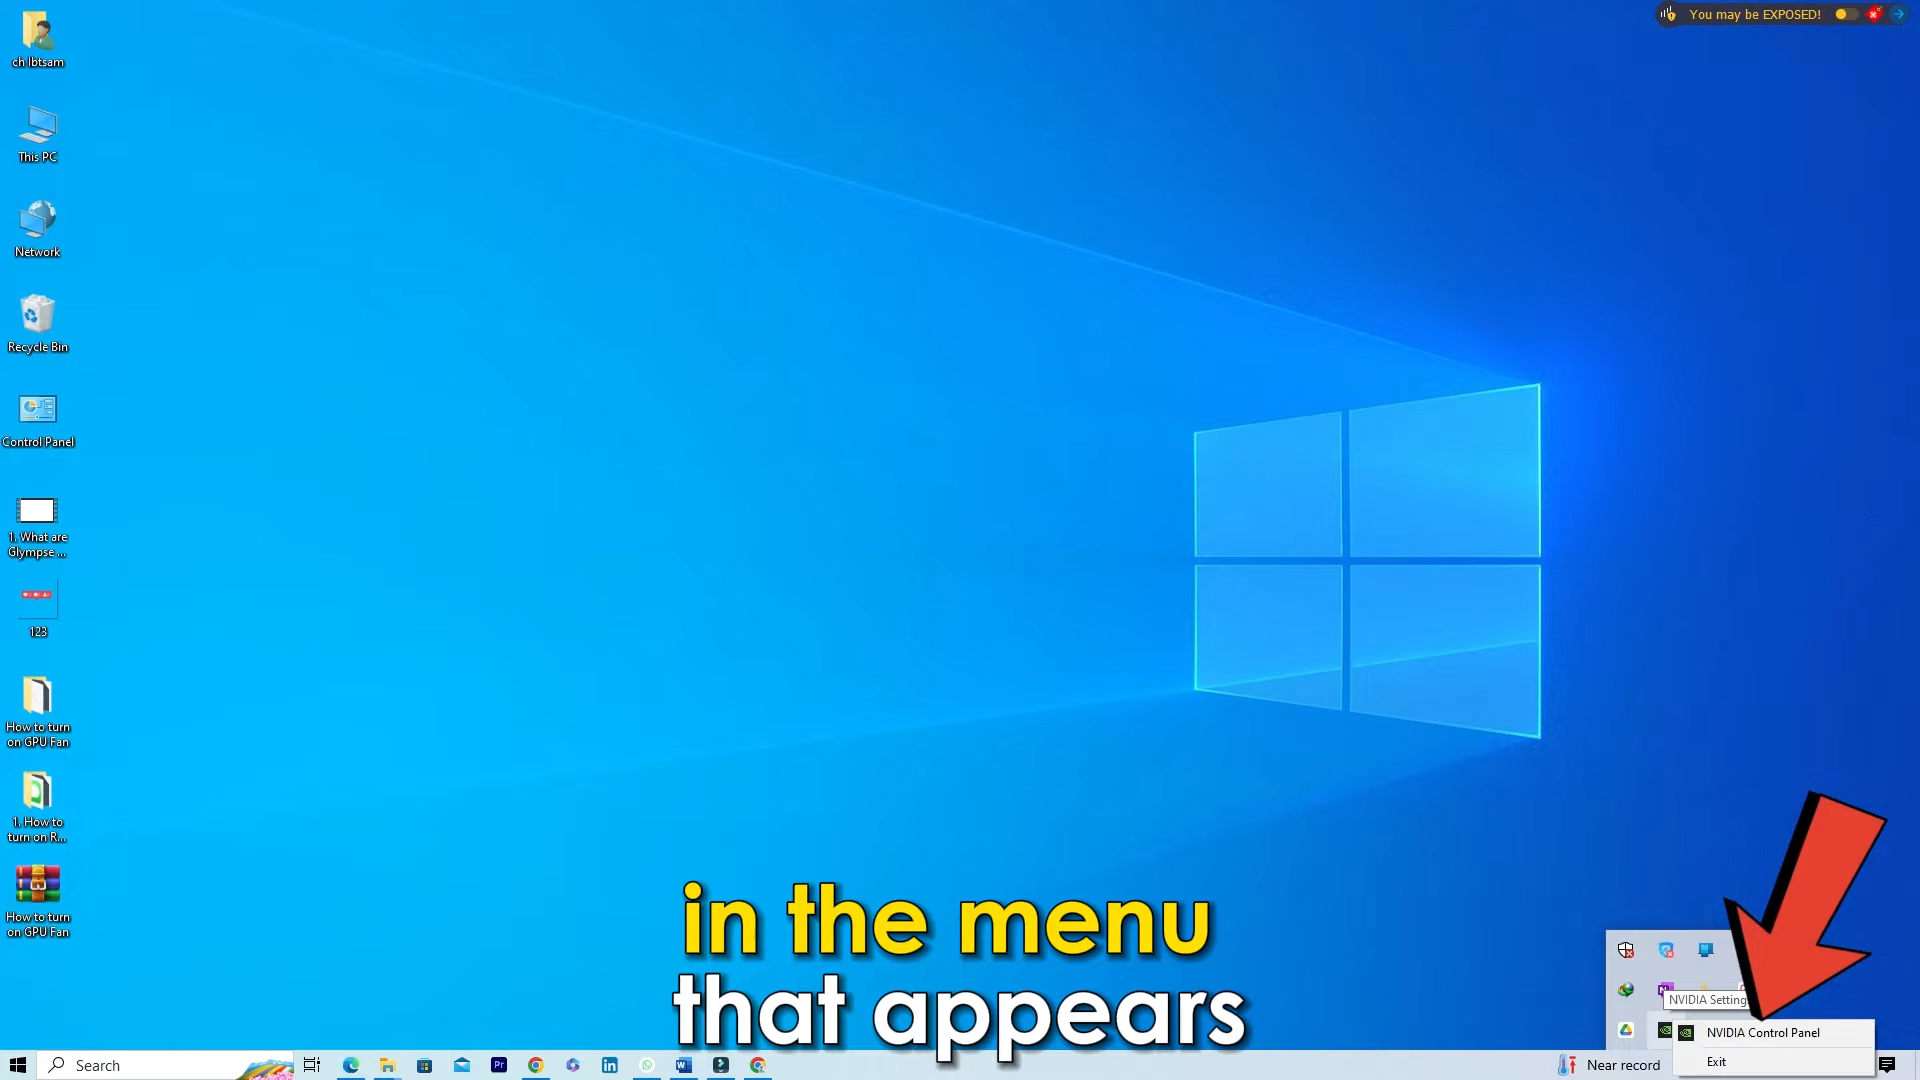 You may be EXPOSED!
ch Ibtsam
This PC
Network
Recycle Bin
Control Panel
1. What are
Glympse ...
123
How to turn
on GPU Fan
1. How to
turn on R...
How to turn
on GPU Fan
in the menu
that appears
NVIDIA Setting
NVIDIA Control Panel
Exit
Search
Pr
in
W
Near record